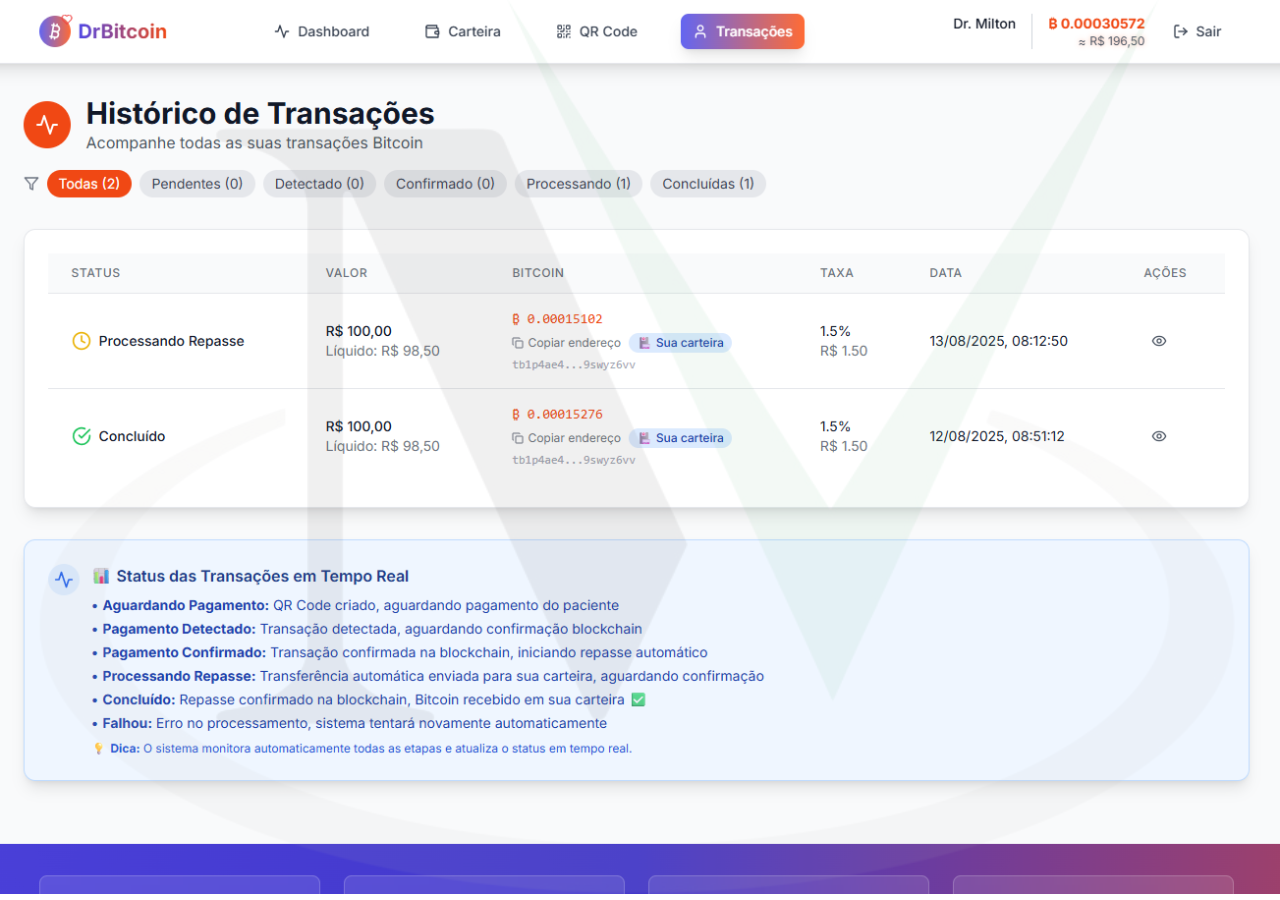 DrBitcoin
Dashboard
Carteira
QR Code
Transações
Dr. Milton
₿ 0.00030572
≈ R$ 196,50
Sair
Histórico de Transações
Acompanhe todas as suas transações Bitcoin
Todas (2)
Pendentes (0)
Detectado (0)
Confirmado (0)
Processando (1)
Concluídas (1)
STATUS VALOR BITCOIN TAXA DATA AÇÕES
Processando Repasse
R$ 100,00
Líquido: R$ 98,50
₿ 0.00015102
Copiar endereço
Sua carteira
tb1p4ae4...9swyz6vv
1.5%
R$ 1.50
13/08/2025, 08:12:50
Concluído
R$ 100,00
Líquido: R$ 98,50
₿ 0.00015276
Copiar endereço
Sua carteira
tb1p4ae4...9swyz6vv
1.5%
R$ 1.50
12/08/2025, 08:51:12
📊 Status das Transações em Tempo Real
• Aguardando Pagamento: QR Code criado, aguardando pagamento do paciente
• Pagamento Detectado: Transação detectada, aguardando confirmação blockchain
• Pagamento Confirmado: Transação confirmada na blockchain, iniciando repasse automático
• Processando Repasse: Transferência automática enviada para sua carteira, aguardando confirmação
• Concluído: Repasse confirmado na blockchain, Bitcoin recebido em sua carteira ✅
• Falhou: Erro no processamento, sistema tentará novamente automaticamente
💡 Dica: O sistema monitora automaticamente todas as etapas e atualiza o status em tempo real.